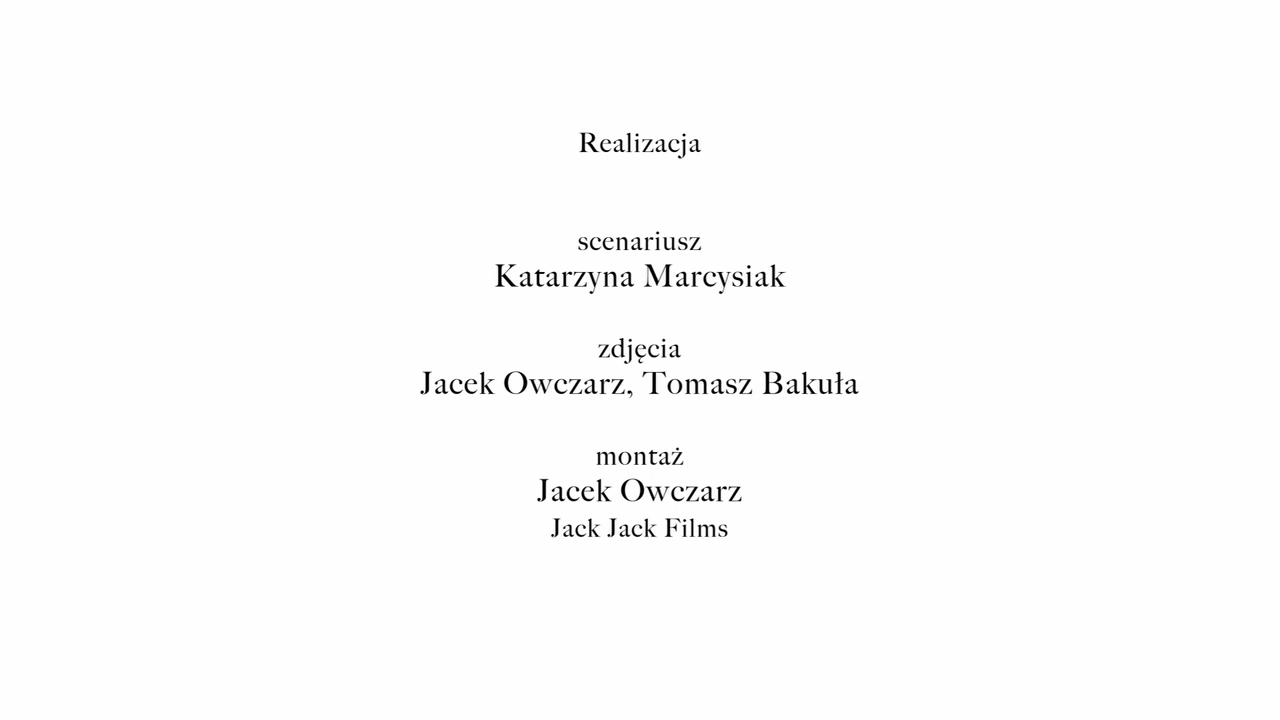 Realizacja
scenariusz
Katarzyna Marcysiak
zdjęcia
Jacek Owczarz, Tomasz Bakuła
montaż
Jacek Owczarz
Jack Jack Films